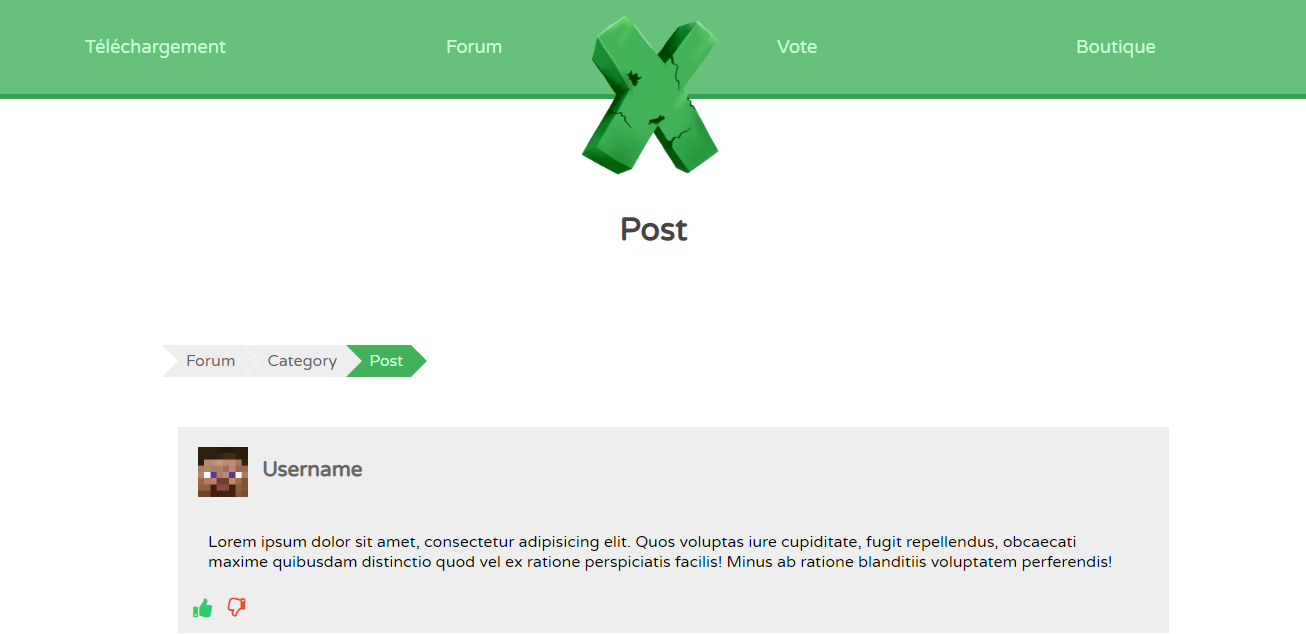 Téléchargement Forum Vote Boutique
Post
Forum Category Post
Username
Lorem ipsum dolor sit amet, consectetur adipisicing elit. Quos voluptas iure cupiditate, fugit repellendus, obcaecati
maxime quibusdam distinctio quod vel ex ratione perspiciatis facilis! Minus ab ratione blanditiis voluptatem perferendis!